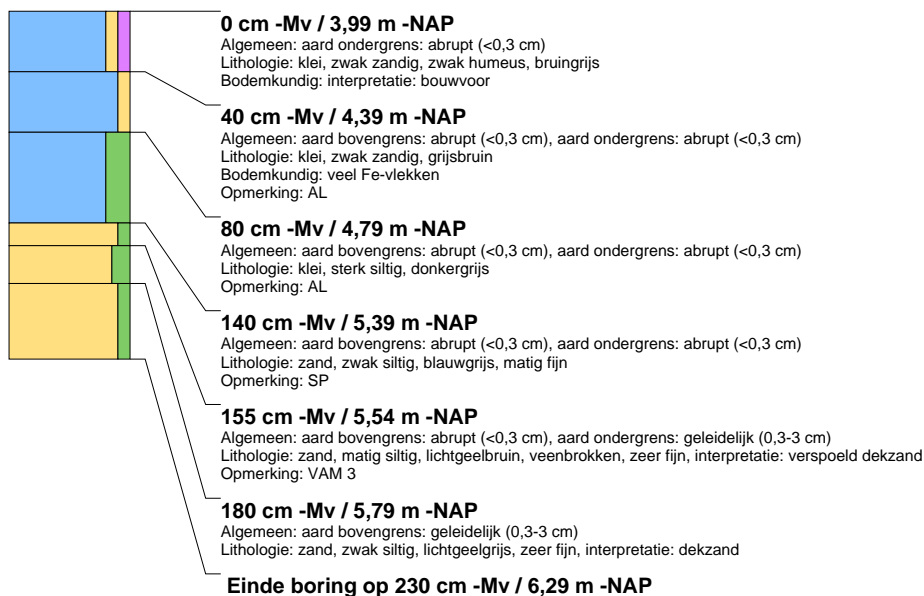 0 cm -Mv / 3,99 m -NAP
Algemeen: aard ondergrens: abrupt (<0,3 cm)
Lithologie: klei, zwak zandig, zwak humeus, bruingrijs
Bodemkundig: interpretatie: bouwvoor
40 cm -Mv / 4,39 m -NAP
Algemeen: aard bovengrens: abrupt (<0,3 cm), aard ondergrens: abrupt (<0,3 cm)
Lithologie: klei, zwak zandig, grijsbruin
Bodemkundig: veel Fe-vlekken
Opmerking: AL
80 cm -Mv / 4,79 m -NAP
Algemeen: aard bovengrens: abrupt (<0,3 cm), aard ondergrens: abrupt (<0,3 cm)
Lithologie: klei, sterk siltig, donkergrijs
Opmerking: AL
140 cm -Mv / 5,39 m -NAP
Algemeen: aard bovengrens: abrupt (<0,3 cm), aard ondergrens: abrupt (<0,3 cm)
Lithologie: zand, zwak siltig, blauwgrijs, matig fijn
Opmerking: SP
155 cm -Mv / 5,54 m -NAP
Algemeen: aard bovengrens: abrupt (<0,3 cm), aard ondergrens: geleidelijk (0,3-3 cm)
Lithologie: zand, matig siltig, lichtgeelbruin, veenbrokken, zeer fijn, interpretatie: verspoeld dekzand
Opmerking: VAM 3
180 cm -Mv / 5,79 m -NAP
Algemeen: aard bovengrens: geleidelijk (0,3-3 cm)
Lithologie: zand, zwak siltig, lichtgeelgrijs, zeer fijn, interpretatie: dekzand
Einde boring op 230 cm -Mv / 6,29 m -NAP